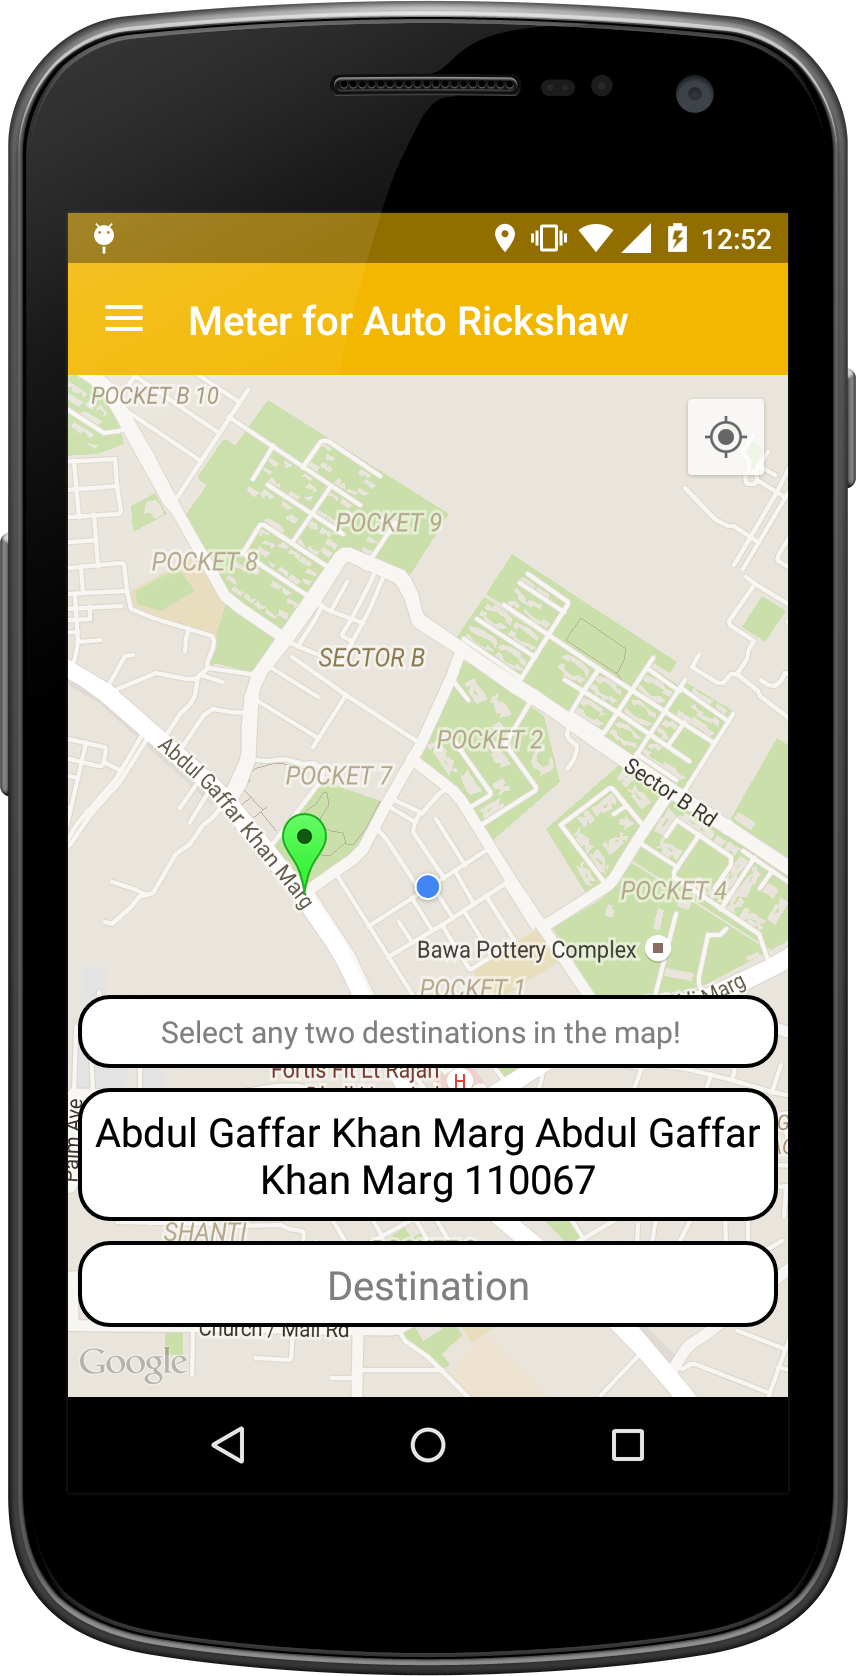 12:52
Meter for Auto Rickshaw
POCKET B 10
POCKET 9
POCKET 8
SECTOR B
POCKET 2
Abdul Gaffar Khan Marg
POCKET 7
Sector B Rd
POCKET 4
Bawa Pottery Complex
POCKET 1
Marg
Select any two destinations in the map!
Fortis Flt Lt Rajan
H
Palm Ave
Abdul Gaffar Khan Marg Abdul Gaffar
Khan Marg 110067
SHANTI
Destination
Church / Mall Rd
Google